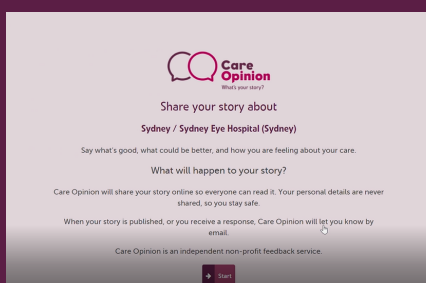 Care
Opinion
What's your story?
Share your story about
Sydney / Sydney Eye Hospital (Sydney)
Say what's good, what could be better, and how you are feeling about your care.
What will happen to your story?
Care Opinion will share your story online so everyone can read it. Your personal details are never
shared, so you stay safe.
When your story is published, or you receive a response, Care Opinion will let you know by
email.
Care Opinion is an independent non-profit feedback service.
Start